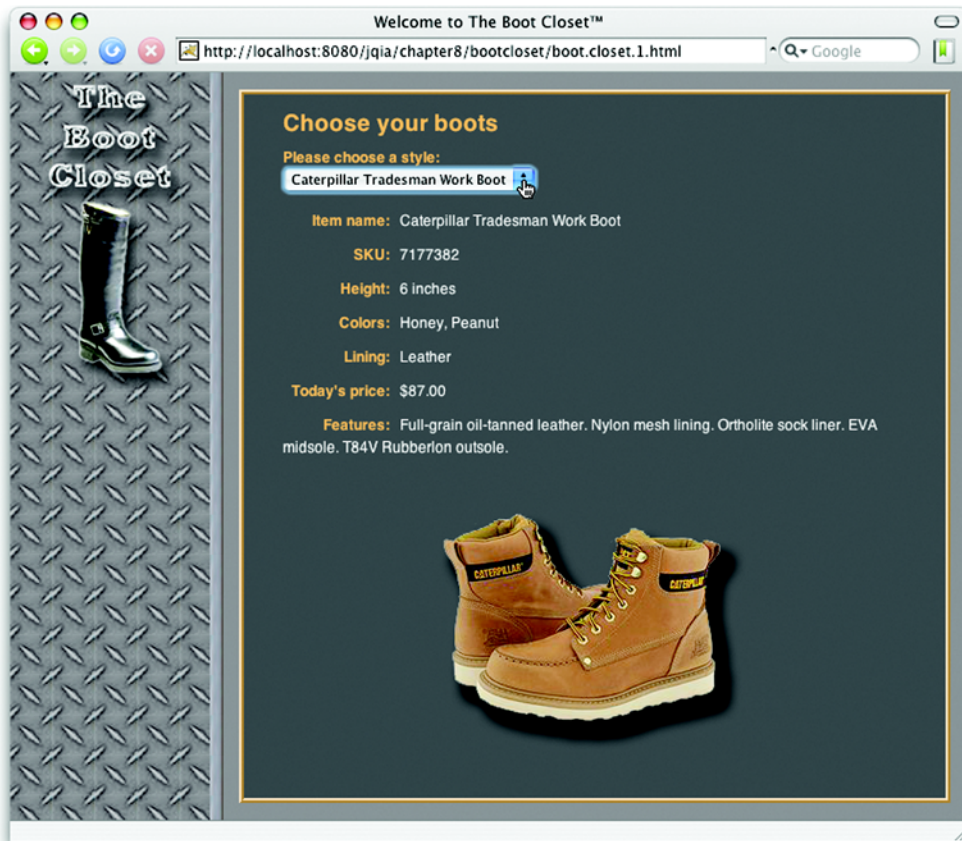 Welcome to The Boot Closet™
http://localhost:8080/jqia/chapter8/bootcloset/boot.closet.1.html
Google
The
Boot
Closet
Choose your boots
Please choose a style:
Caterpillar Tradesman Work Boot
Item name: Caterpillar Tradesman Work Boot
SKU: 7177382
Height: 6 inches
Colors: Honey, Peanut
Lining: Leather
Today's price: $87.00
Features: Full-grain oil-tanned leather. Nylon mesh lining. Ortholite sock liner. EVA
midsole. T84V Rubberlon outsole.
CATERPILLAR
CATERPILLAR